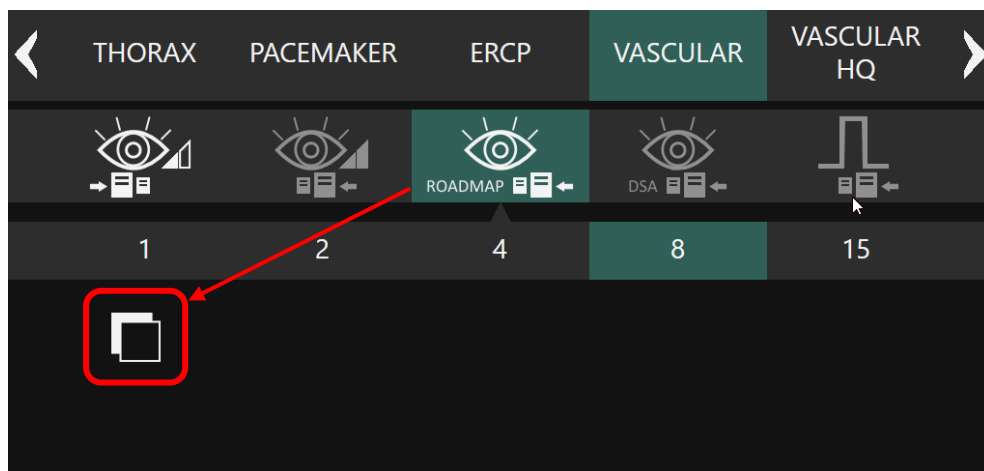 THORAX
PACEMAKER
ERCP
VASCULAR
VASCULAR
HQ
ROADMAP
DSA
1
2
4
8
15